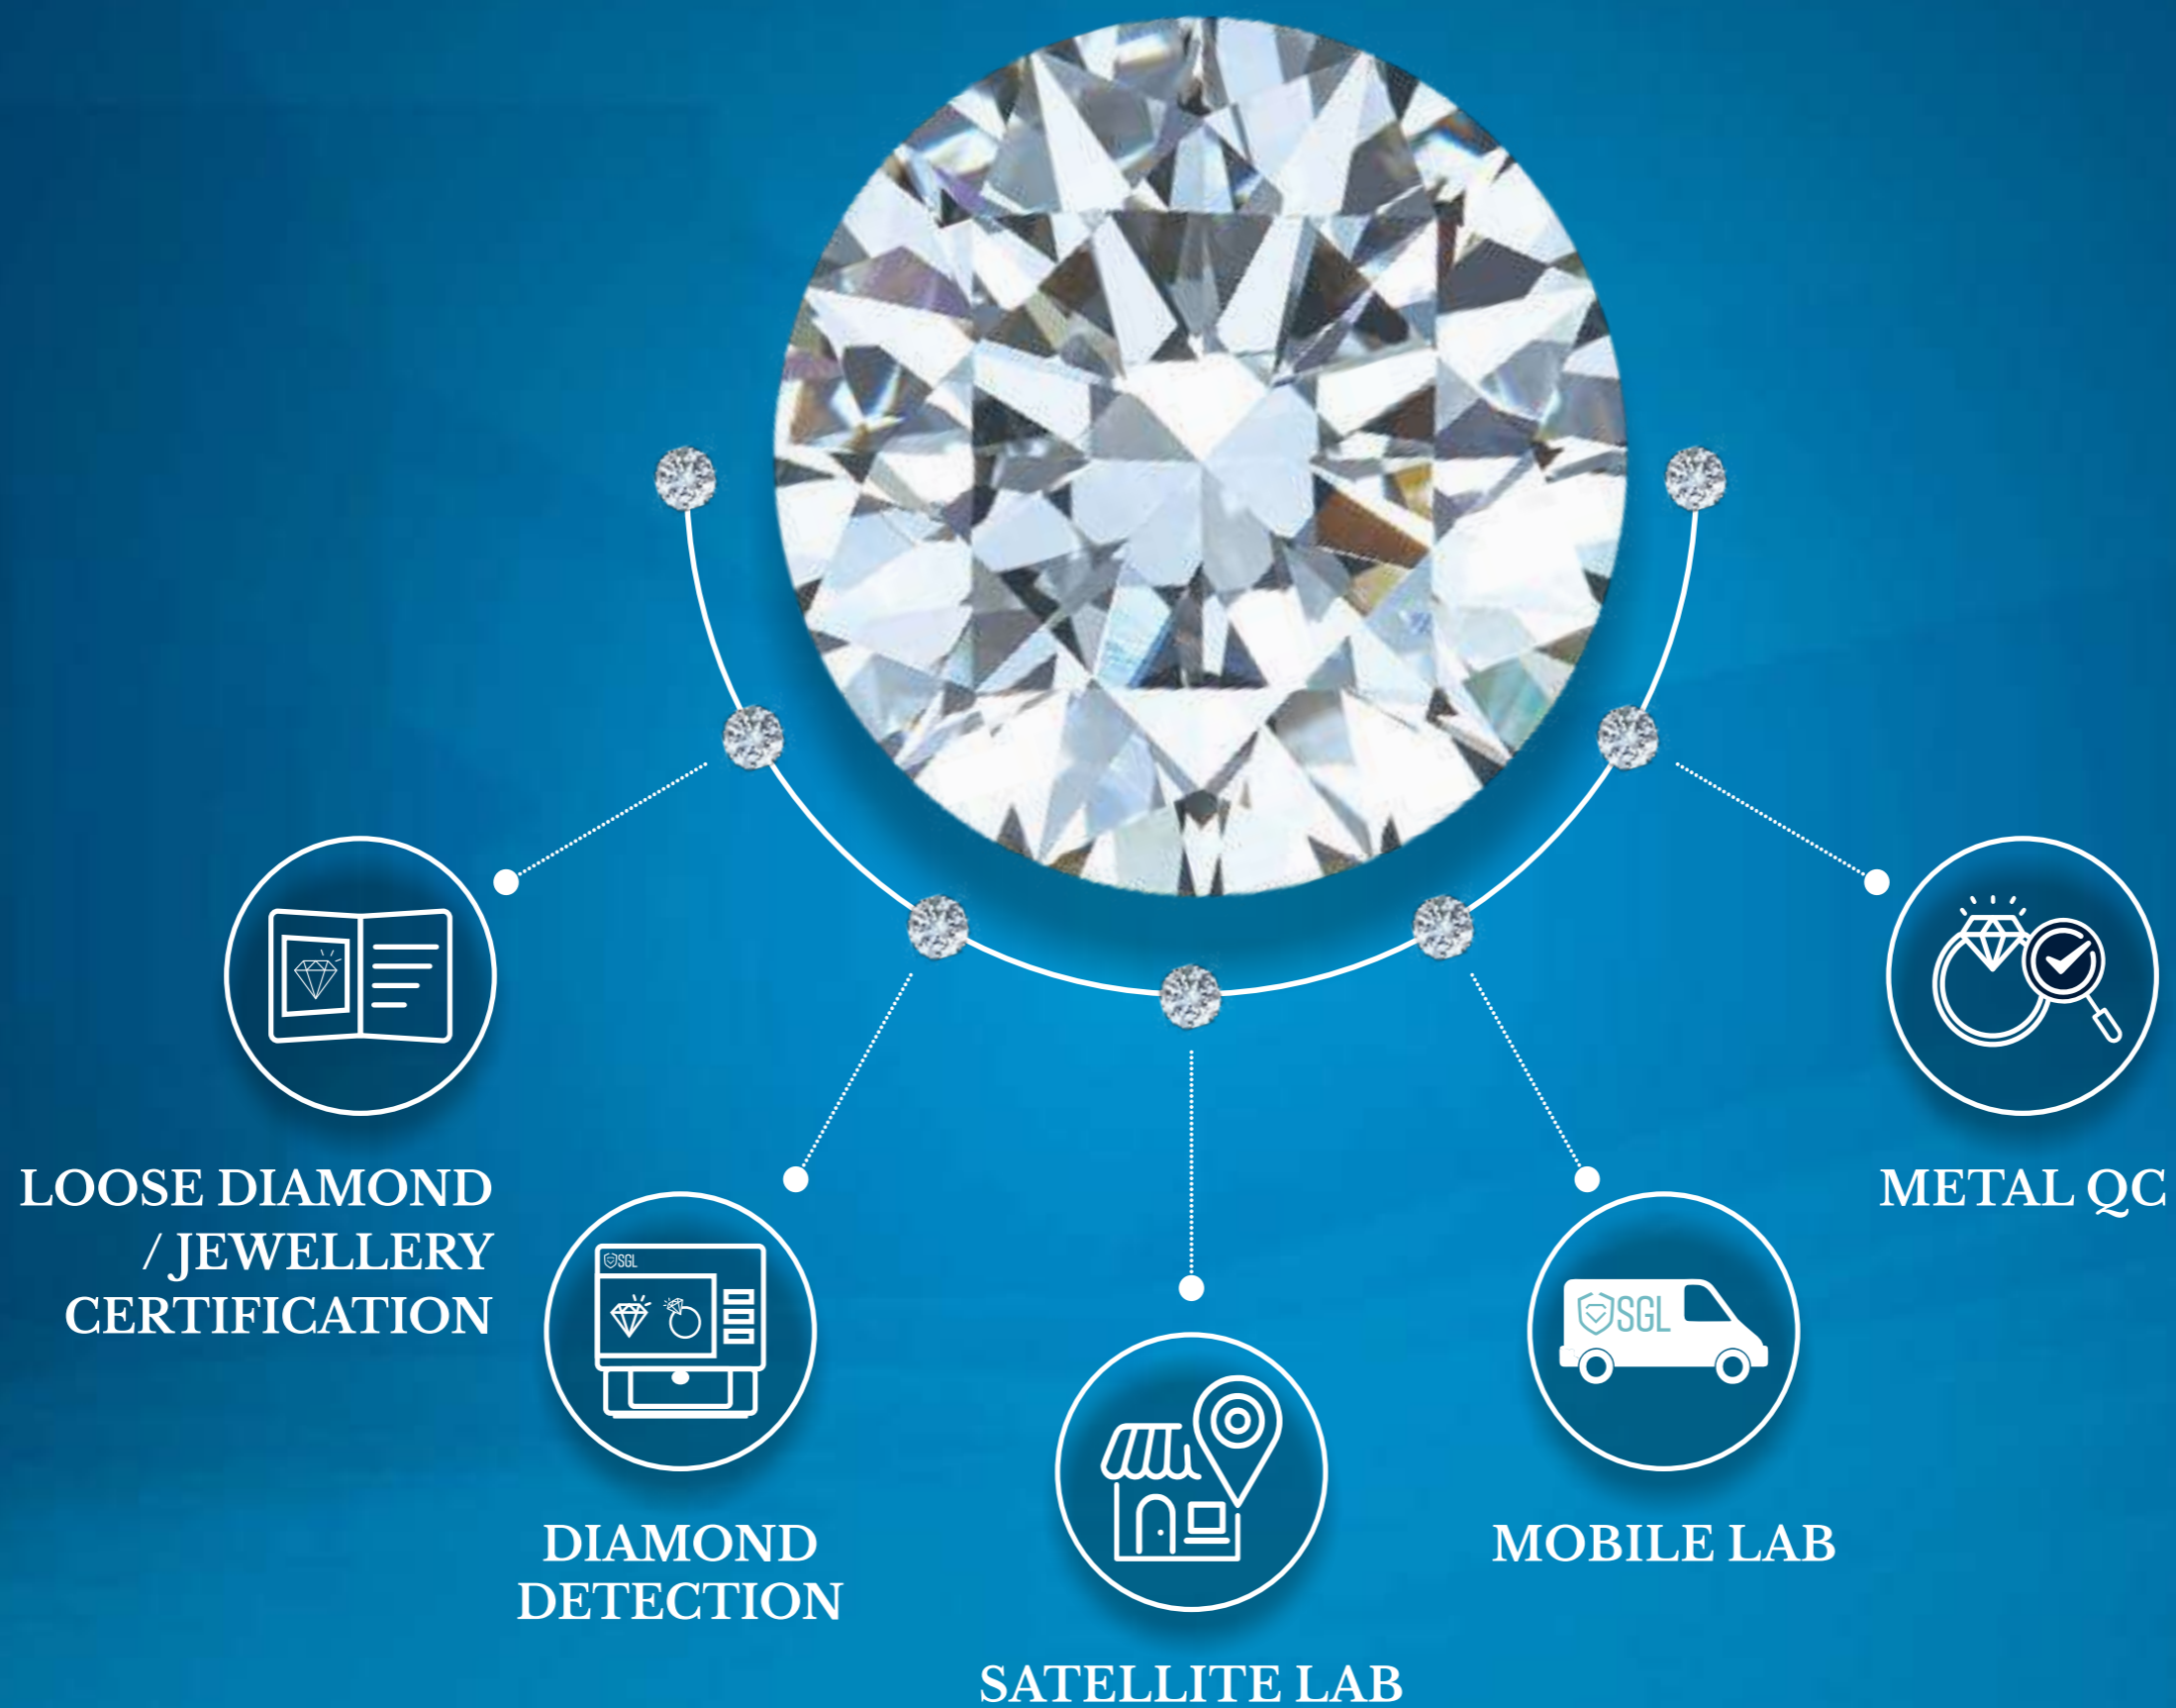 LOOSE DIAMOND
/ JEWELLERY
CERTIFICATION
SGL
DIAMOND
DETECTION
SATELLITE LAB
SGL
MOBILE LAB
METAL QC